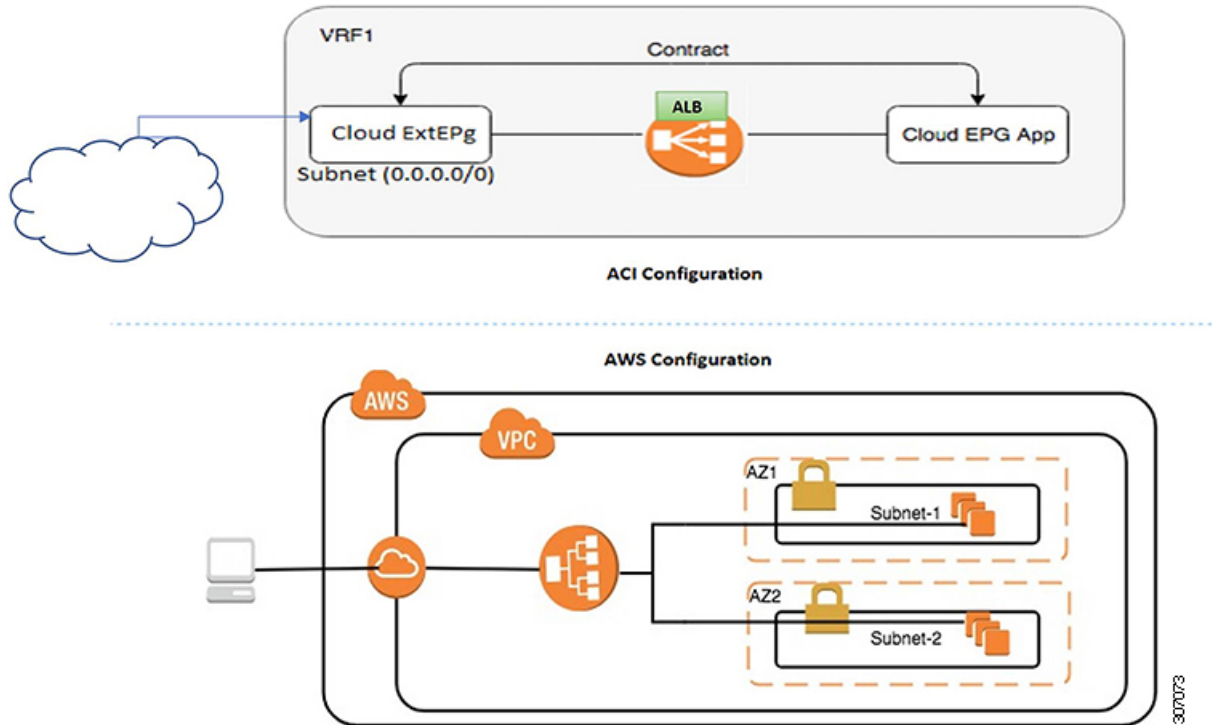 VRF1
Contract
ALB
Cloud ExtEPg
Cloud EPG App
Subnet (0.0.0.0/0)
ACI Configuration
AWS Configuration
AWS
VPC
AZ1
Subnet-1
AZ2
Subnet-2
307073